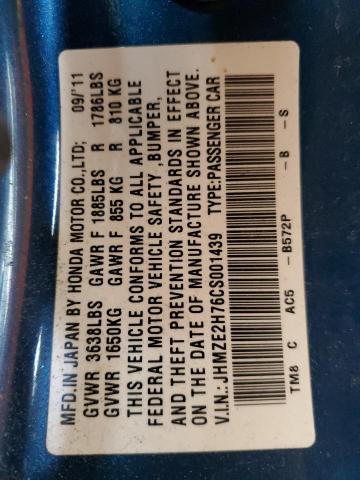 MFD.IN JAPAN BY HONDA MOTOR CO.,LTD; 09/'11
GVWR 3638LBS GAWR F 1885LBS R 1786LBS
GVWR 1650KG GAWR F 855 KG R 810 KG
THIS VEHICLE CONFORMS TO ALL APPLICABLE
FEDERAL MOTOR VEHICLE SAFETY ,BUMPER,
AND THEFT PREVENTION STANDARDS IN EFFECT
ON THE DATE OF MANUFACTURE SHOWN ABOVE.
V.I.N.:JHMZE2H76CS001439 TYPE:PASSENGER CAR
TM8 C AC5 -B572P -B -S